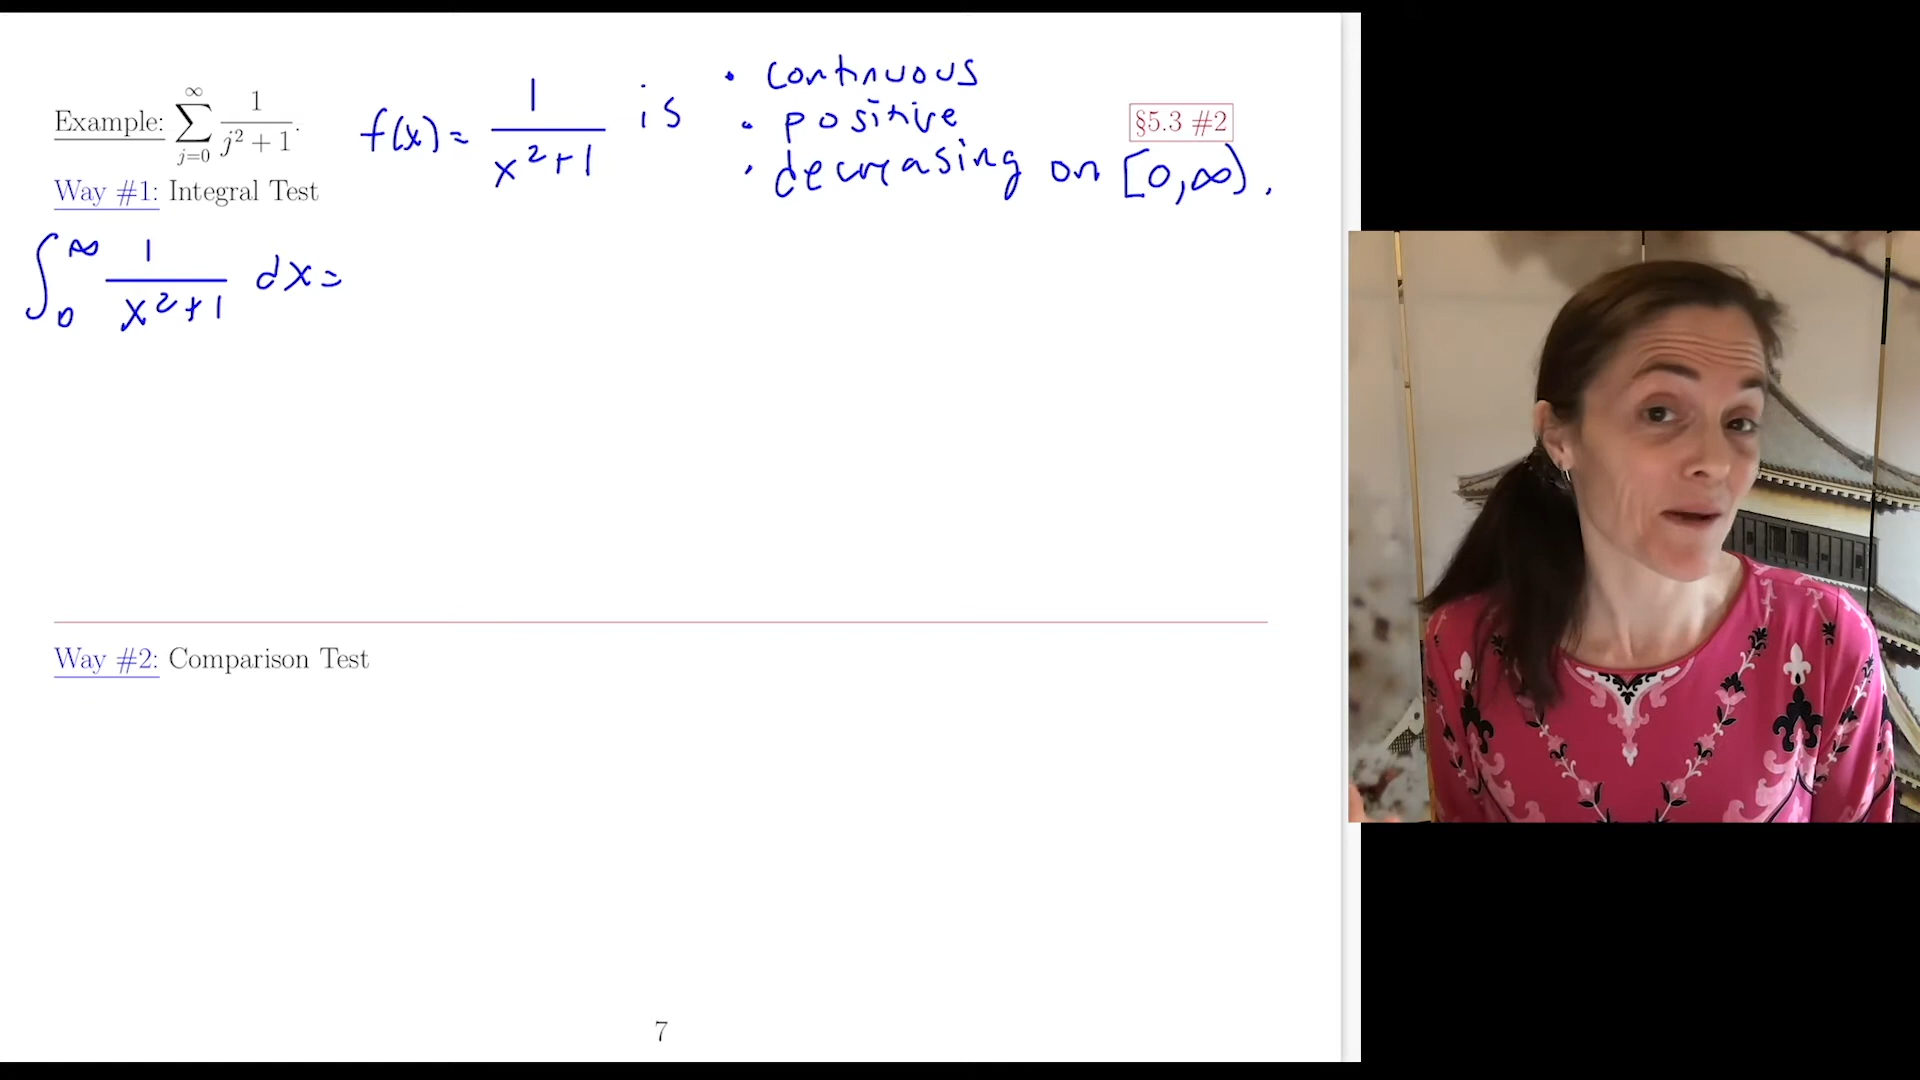 Example: ∑_{j=0}^{∞} 1/(j² + 1). f(x) = 1/(x²+1) is • continuous
• positive
§5.3 #2
• decreasing on [0,∞).
Way #1: Integral Test
∫_0^∞ 1/(x²+1) dx =
Way #2: Comparison Test
7